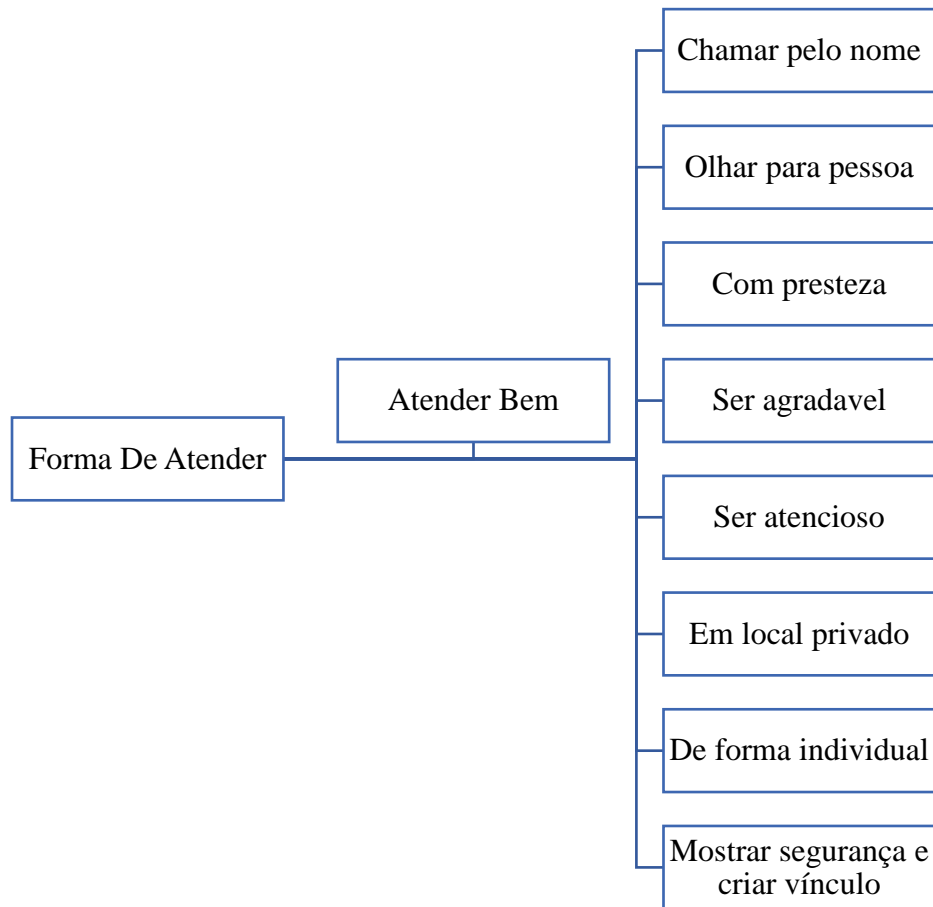 Forma De Atender
Atender Bem
Chamar pelo nome
Olhar para pessoa
Com presteza
Ser agradavel
Ser atencioso
Em local privado
De forma individual
Mostrar segurança e
criar vínculo